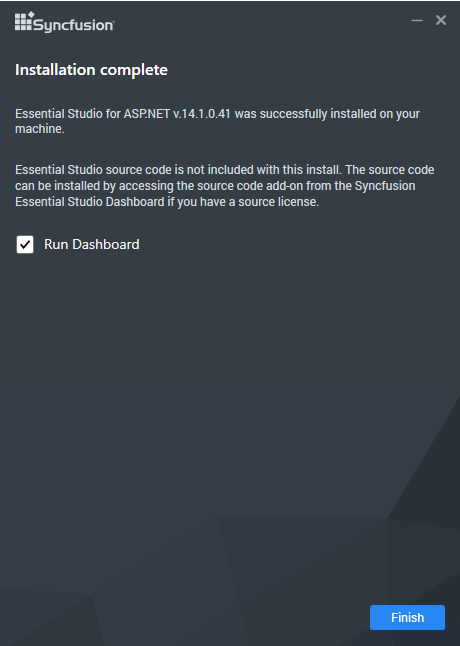 Syncfusion
Installation complete
Essential Studio for ASP.NET v.14.1.0.41 was successfully installed on your
machine.
Essential Studio source code is not included with this install. The source code
can be installed by accessing the source code add-on from the Syncfusion
Essential Studio Dashboard if you have a source license.
Run Dashboard
Finish